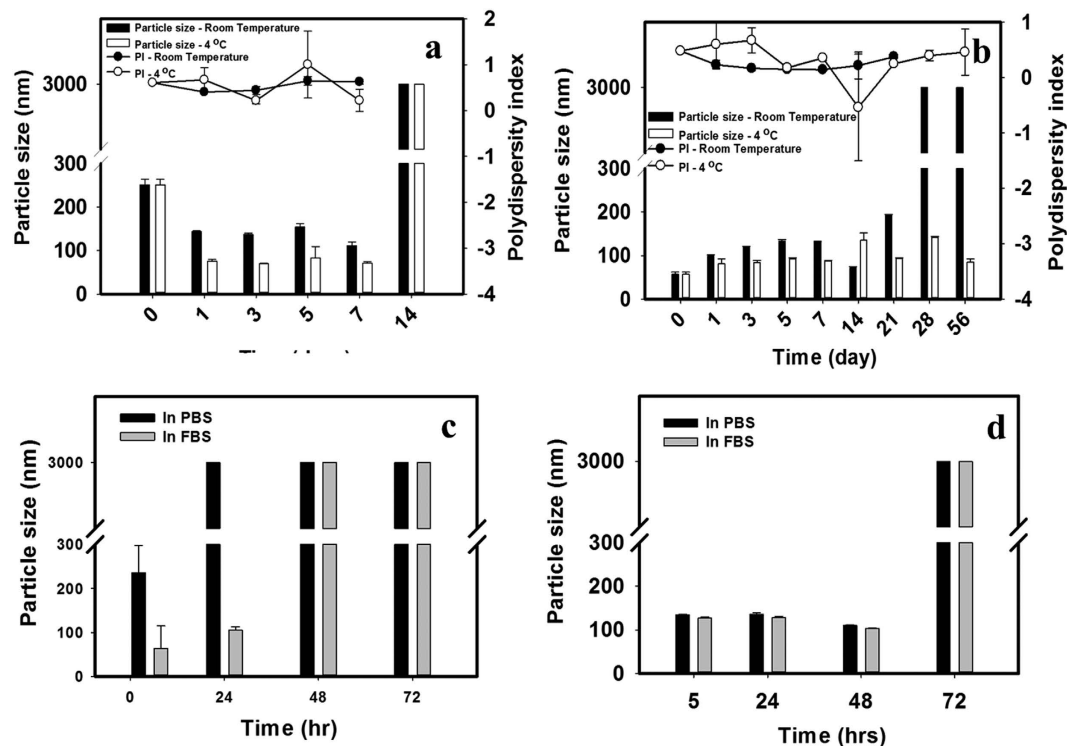 a
Particle size - Room Temperature
Particle size - 4 °C
PI - Room Temperature
PI - 4 °C
Particle size (nm)
3000
300
200
100
0
Polydispersity index
2
1
0
-1
-2
-3
-4
0 1 3 5 7 14
b
Particle size - Room Temperature
Particle size - 4 °C
PI - Room Temperature
PI - 4 °C
Particle size (nm)
3000
300
200
100
0
Polydispersity index
1
0
-1
-2
-3
-4
0 1 3 5 7 14 21 28 56
Time (day)
c
In PBS
In FBS
Particle size (nm)
3000
300
200
100
0
0 24 48 72
Time (hr)
d
In PBS
In FBS
Particle size (nm)
3000
300
200
100
0
5 24 48 72
Time (hrs)